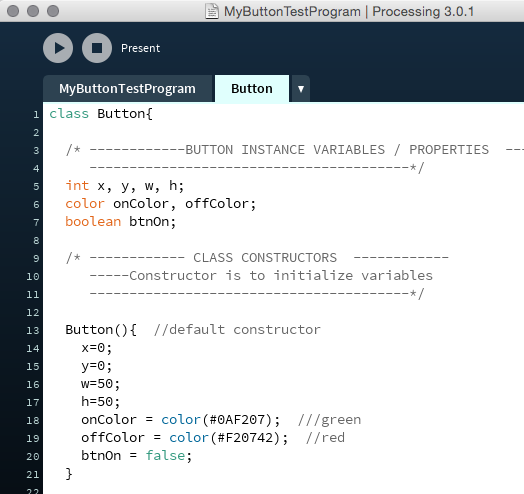 MyButtonTestProgram | Processing 3.0.1
Present
MyButtonTestProgram Button ▼
1 class Button{
2
3 /* ------------BUTTON INSTANCE VARIABLES / PROPERTIES ---
4 ----------------------------------------*/
5 int x, y, w, h;
6 color onColor, offColor;
7 boolean btnOn;
8
9 /* ------------ CLASS CONSTRUCTORS ------------
10 -----Constructor is to initialize variables
11 ----------------------------------------*/
12
13 Button(){ //default constructor
14 x=0;
15 y=0;
16 w=50;
17 h=50;
18 onColor = color(#0AF207); ///green
19 offColor = color(#F20742); //red
20 btnOn = false;
21 }
22